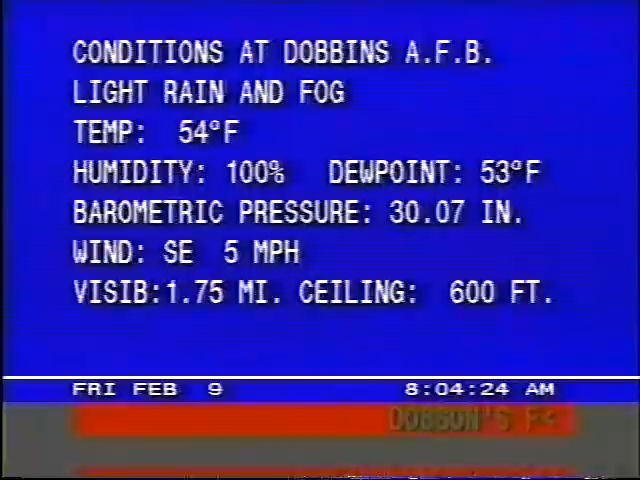 CONDITIONS AT DOBBINS A.F.B.
LIGHT RAIN AND FOG
TEMP: 54°F
HUMIDITY: 100% DEWPOINT: 53°F
BAROMETRIC PRESSURE: 30.07 IN.
WIND: SE 5 MPH
VISIB:1.75 MI. CEILING: 600 FT.
FRI FEB 9 8:04:24 AM
DOBSON'S